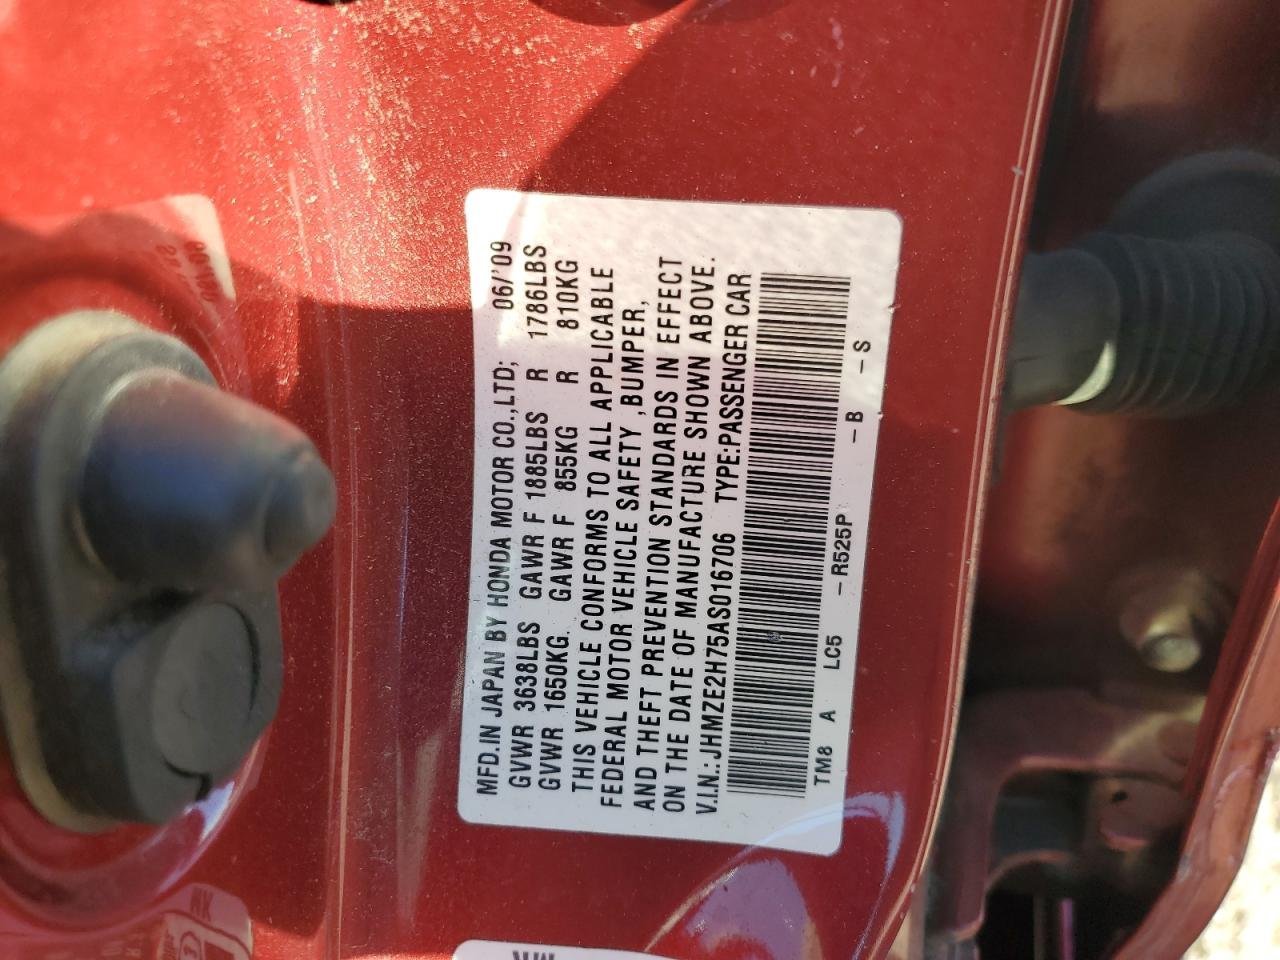 MFD.IN JAPAN BY HONDA MOTOR CO.,LTD; 06/'09
GVWR 3638LBS GAWR F 1885LBS R 1786LBS
GVWR 1650KG. GAWR F 855KG R 810KG
THIS VEHICLE CONFORMS TO ALL APPLICABLE
FEDERAL MOTOR VEHICLE SAFETY ,BUMPER,
AND THEFT PREVENTION STANDARDS IN EFFECT
ON THE DATE OF MANUFACTURE SHOWN ABOVE.
V.I.N.:JHMZE2H75AS016706 TYPE:PASSENGER CAR
TM8 A LC5 -R525P -B -S